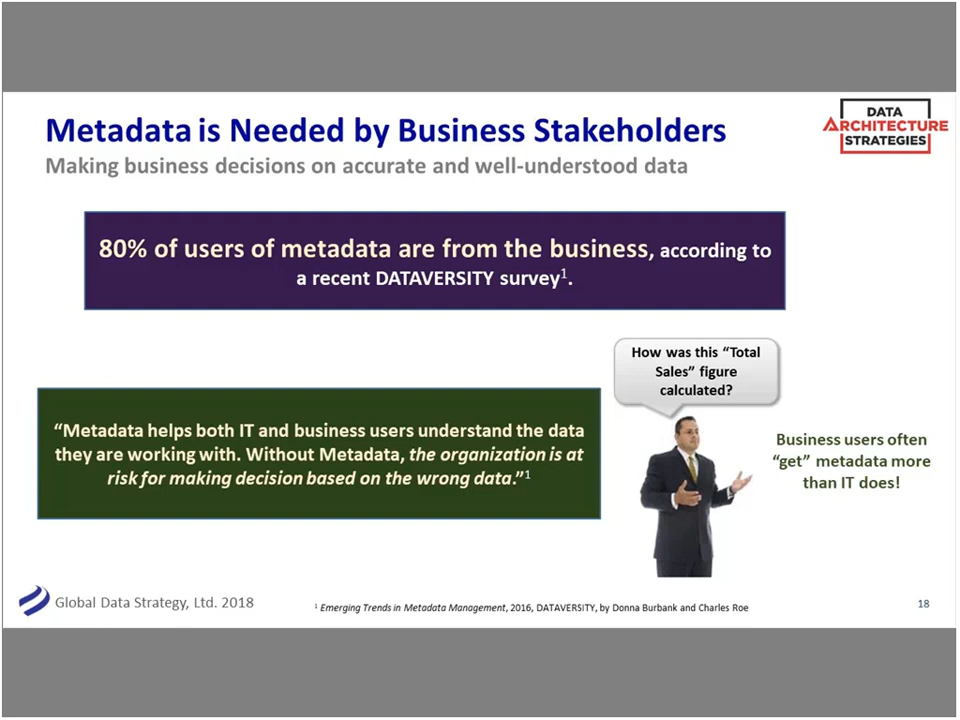 Metadata is Needed by Business Stakeholders
Making business decisions on accurate and well-understood data
DATA
ARCHITECTURE
STRATEGIES
80% of users of metadata are from the business, according to
a recent DATAVERSITY survey¹.
How was this “Total
Sales” figure
calculated?
“Metadata helps both IT and business users understand the data
they are working with. Without Metadata, the organization is at
risk for making decision based on the wrong data.”¹
Business users often
“get” metadata more
than IT does!
Global Data Strategy, Ltd. 2018
¹ Emerging Trends in Metadata Management, 2016, DATAVERSITY, by Donna Burbank and Charles Roe
18